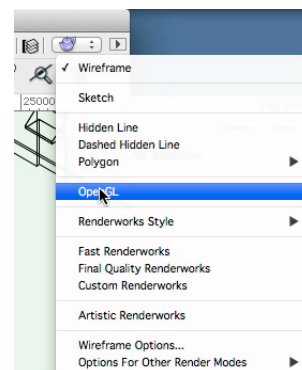 ✓ Wireframe
25000
Sketch
Hidden Line
Dashed Hidden Line
Polygon
OpenGL
Renderworks Style
Fast Renderworks
Final Quality Renderworks
Custom Renderworks
Artistic Renderworks
Wireframe Options...
Options For Other Render Modes